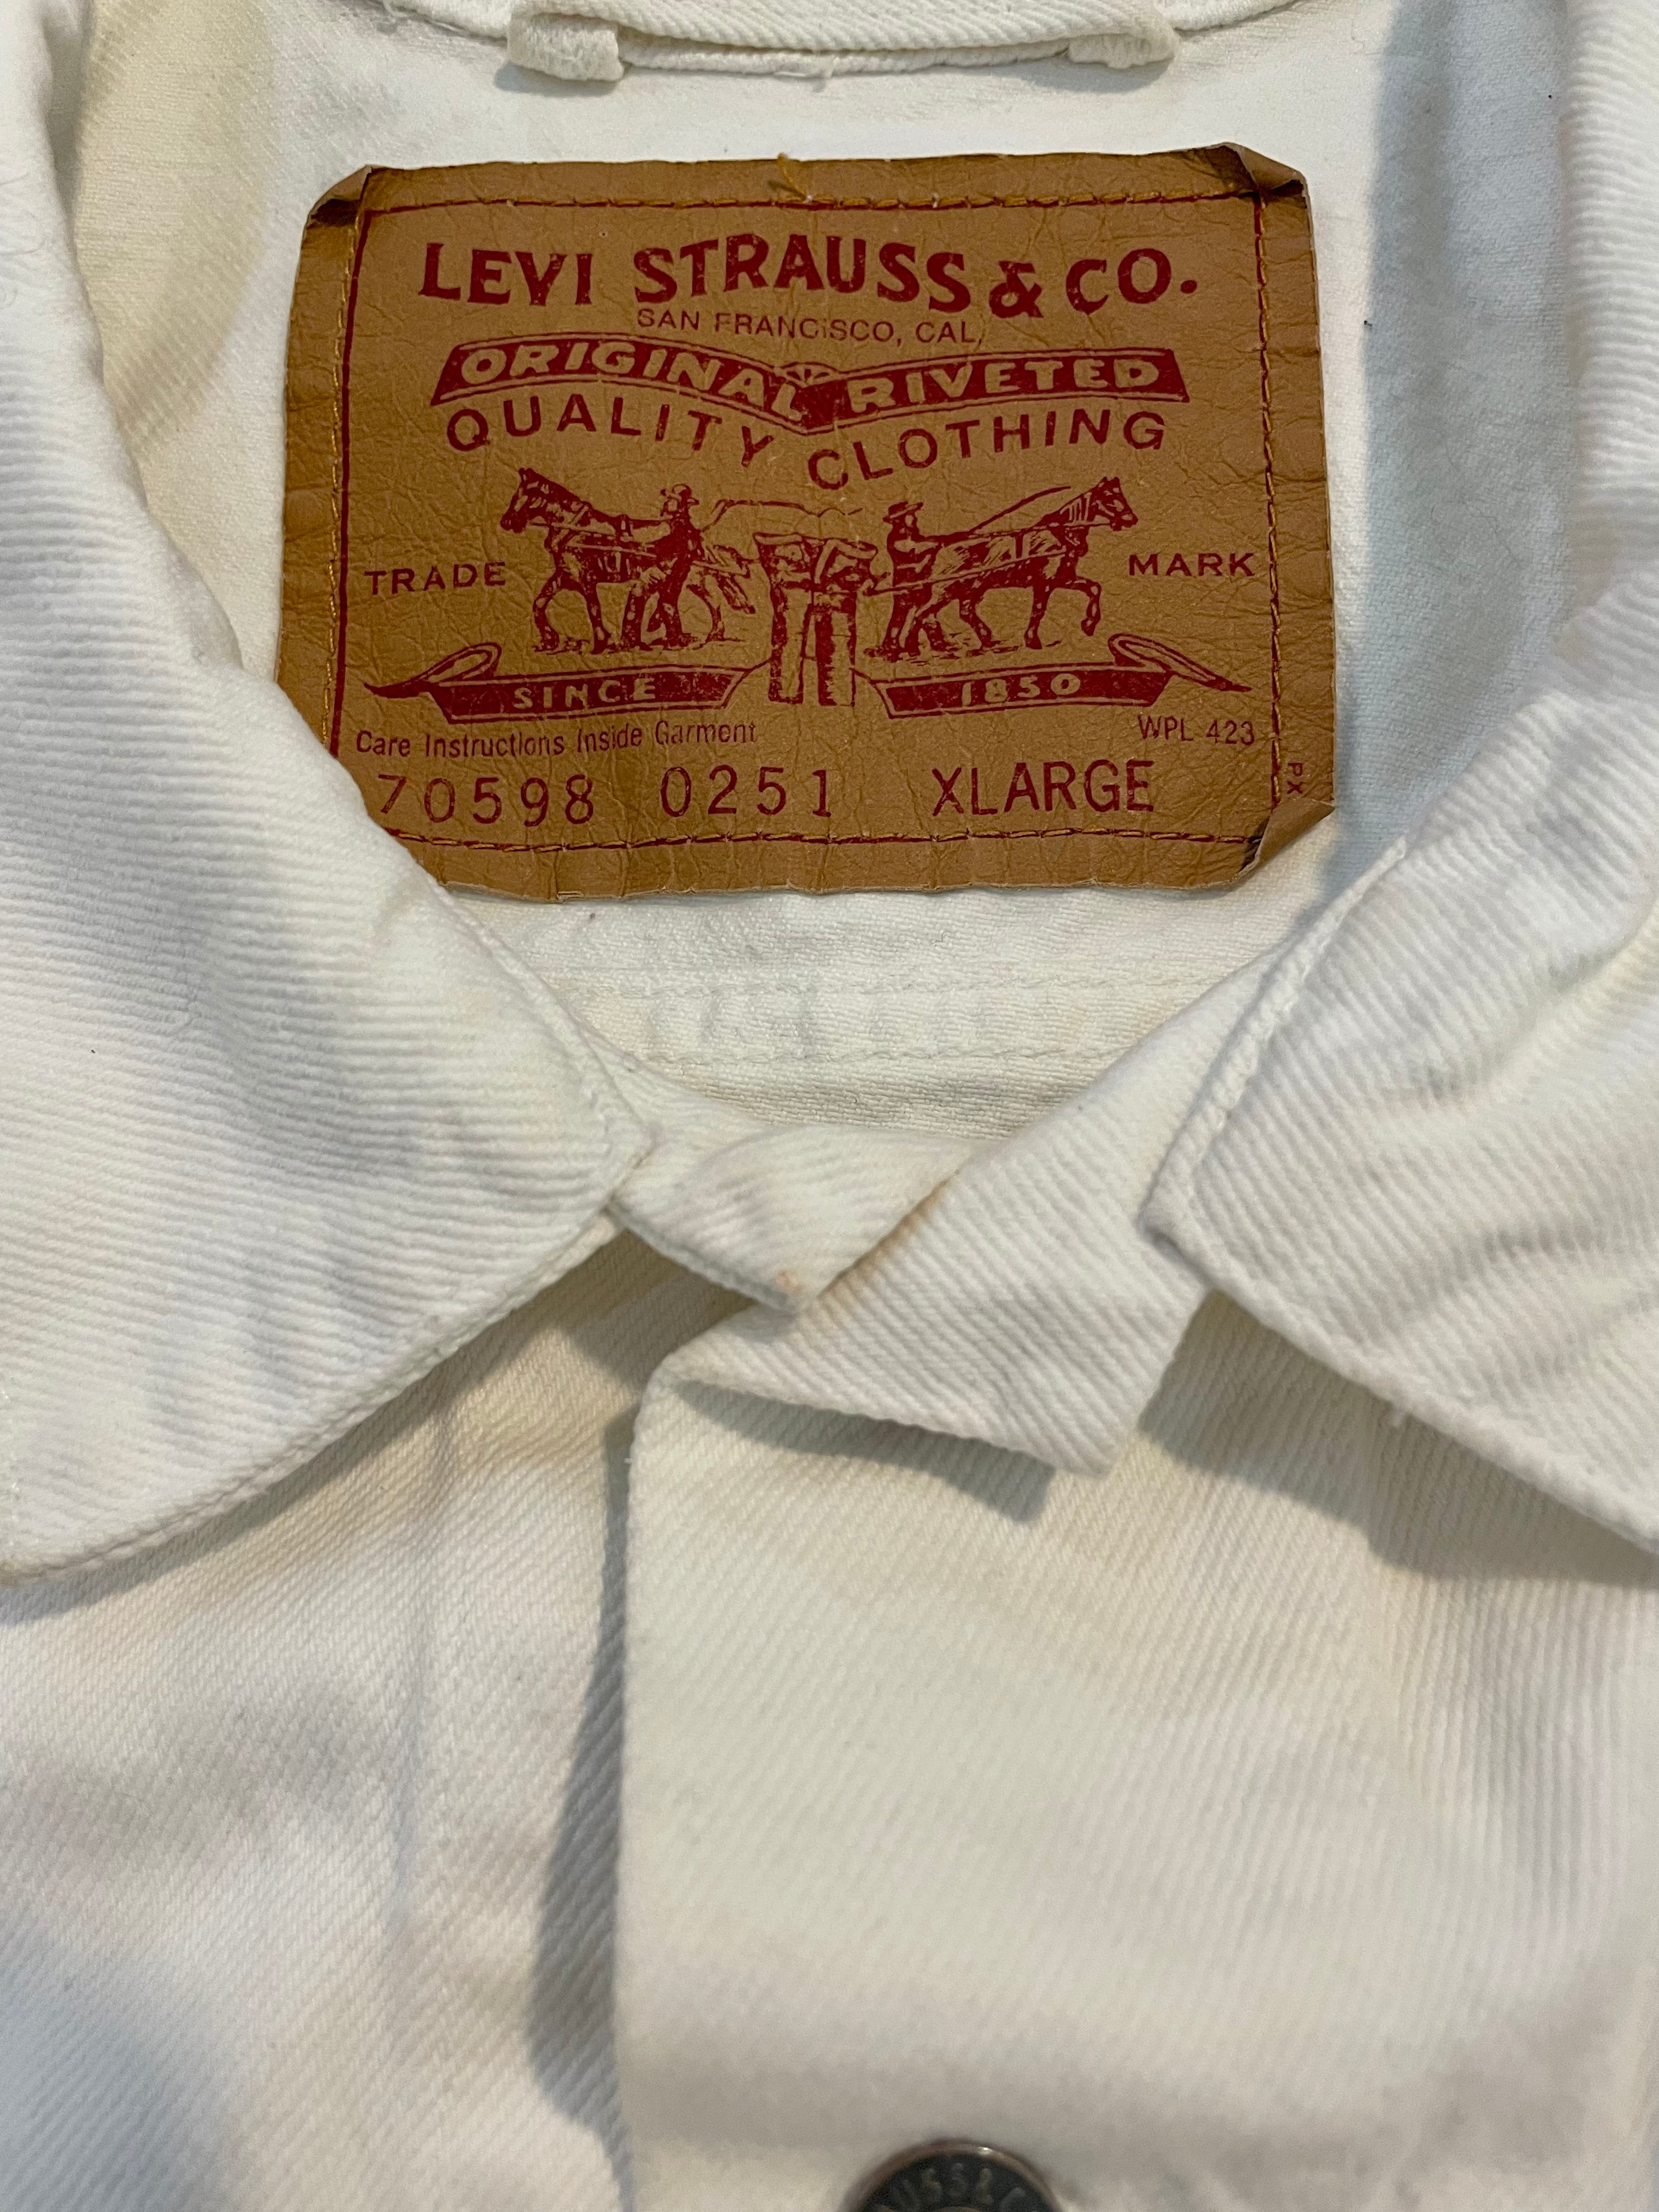 LEVI STRAUSS & CO.
SAN FRANCISCO, CAL.
ORIGINAL RIVETED
QUALITY CLOTHING
TRADE MARK
SINCE 1850
Care Instructions Inside Garment WPL 423
70598 0251 XLARGE
PX